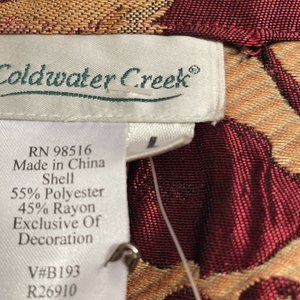 Coldwater Creek®
L
RN 98516
Made in China
Shell
55% Polyester
45% Rayon
Exclusive Of
Decoration
V#B193
R26910